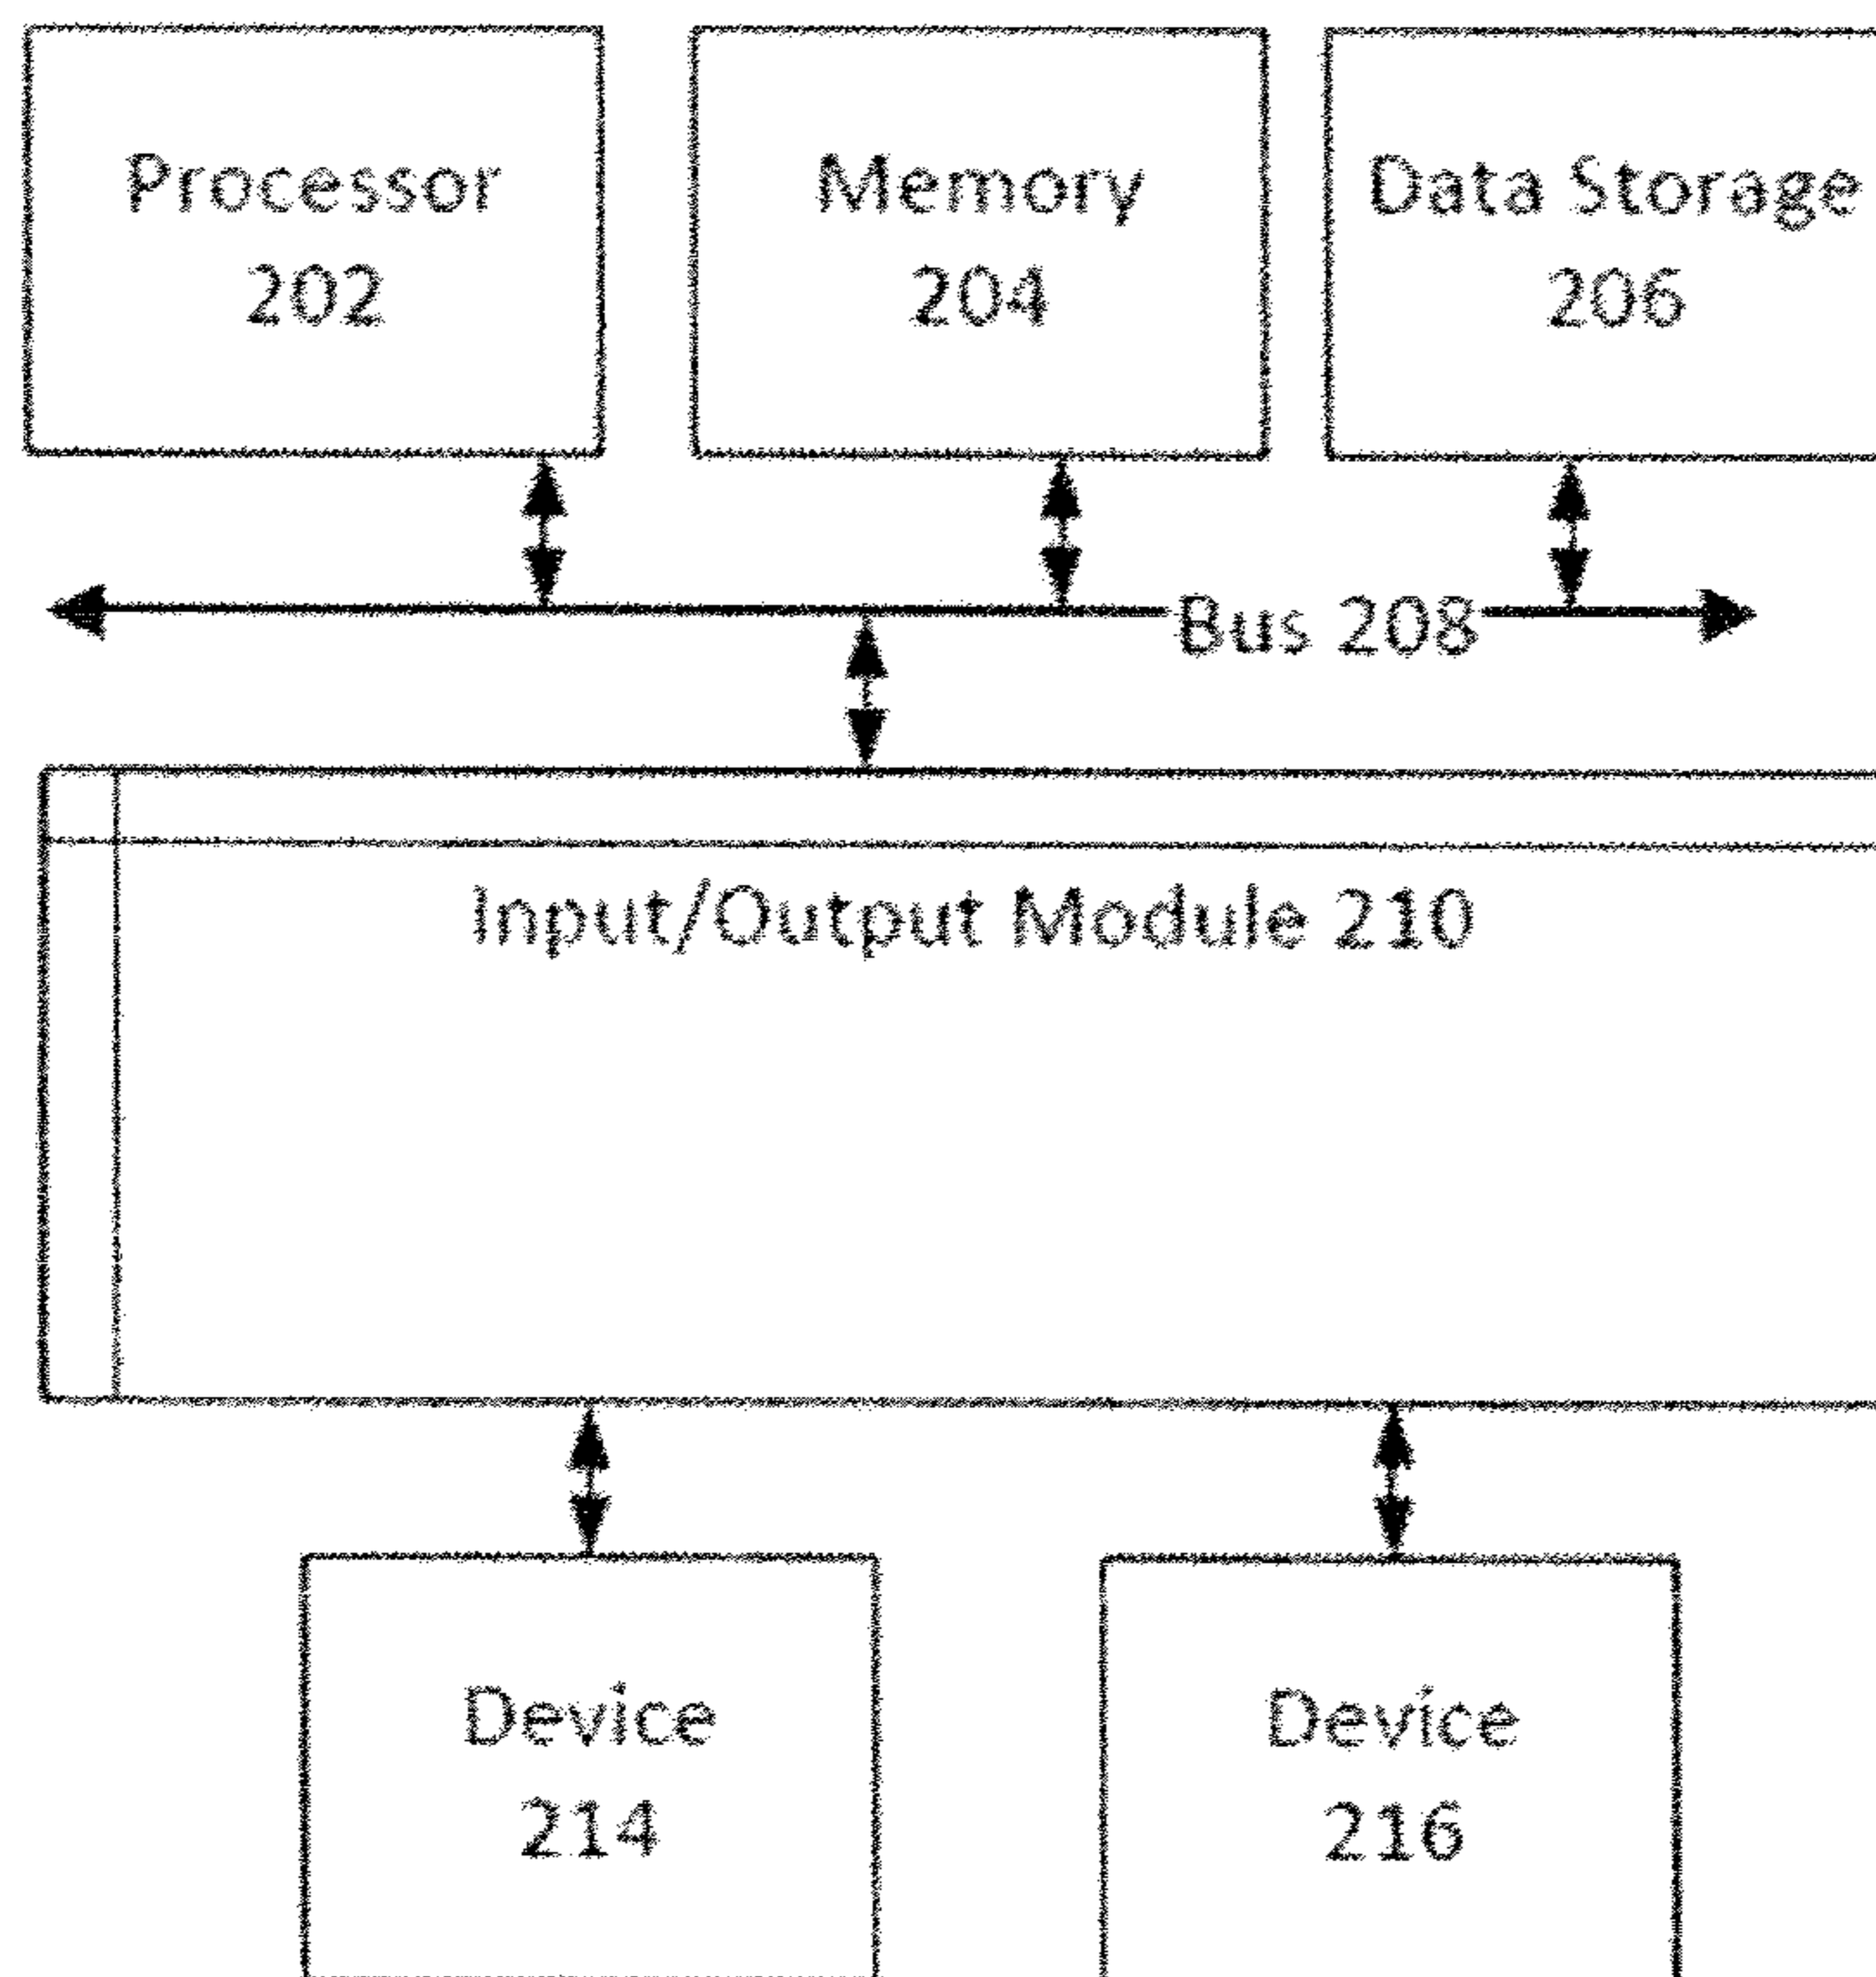 Processor
202
Memory
204
Data Storage
206
Bus 208
Input/Output Module 210
Device
214
Device
216